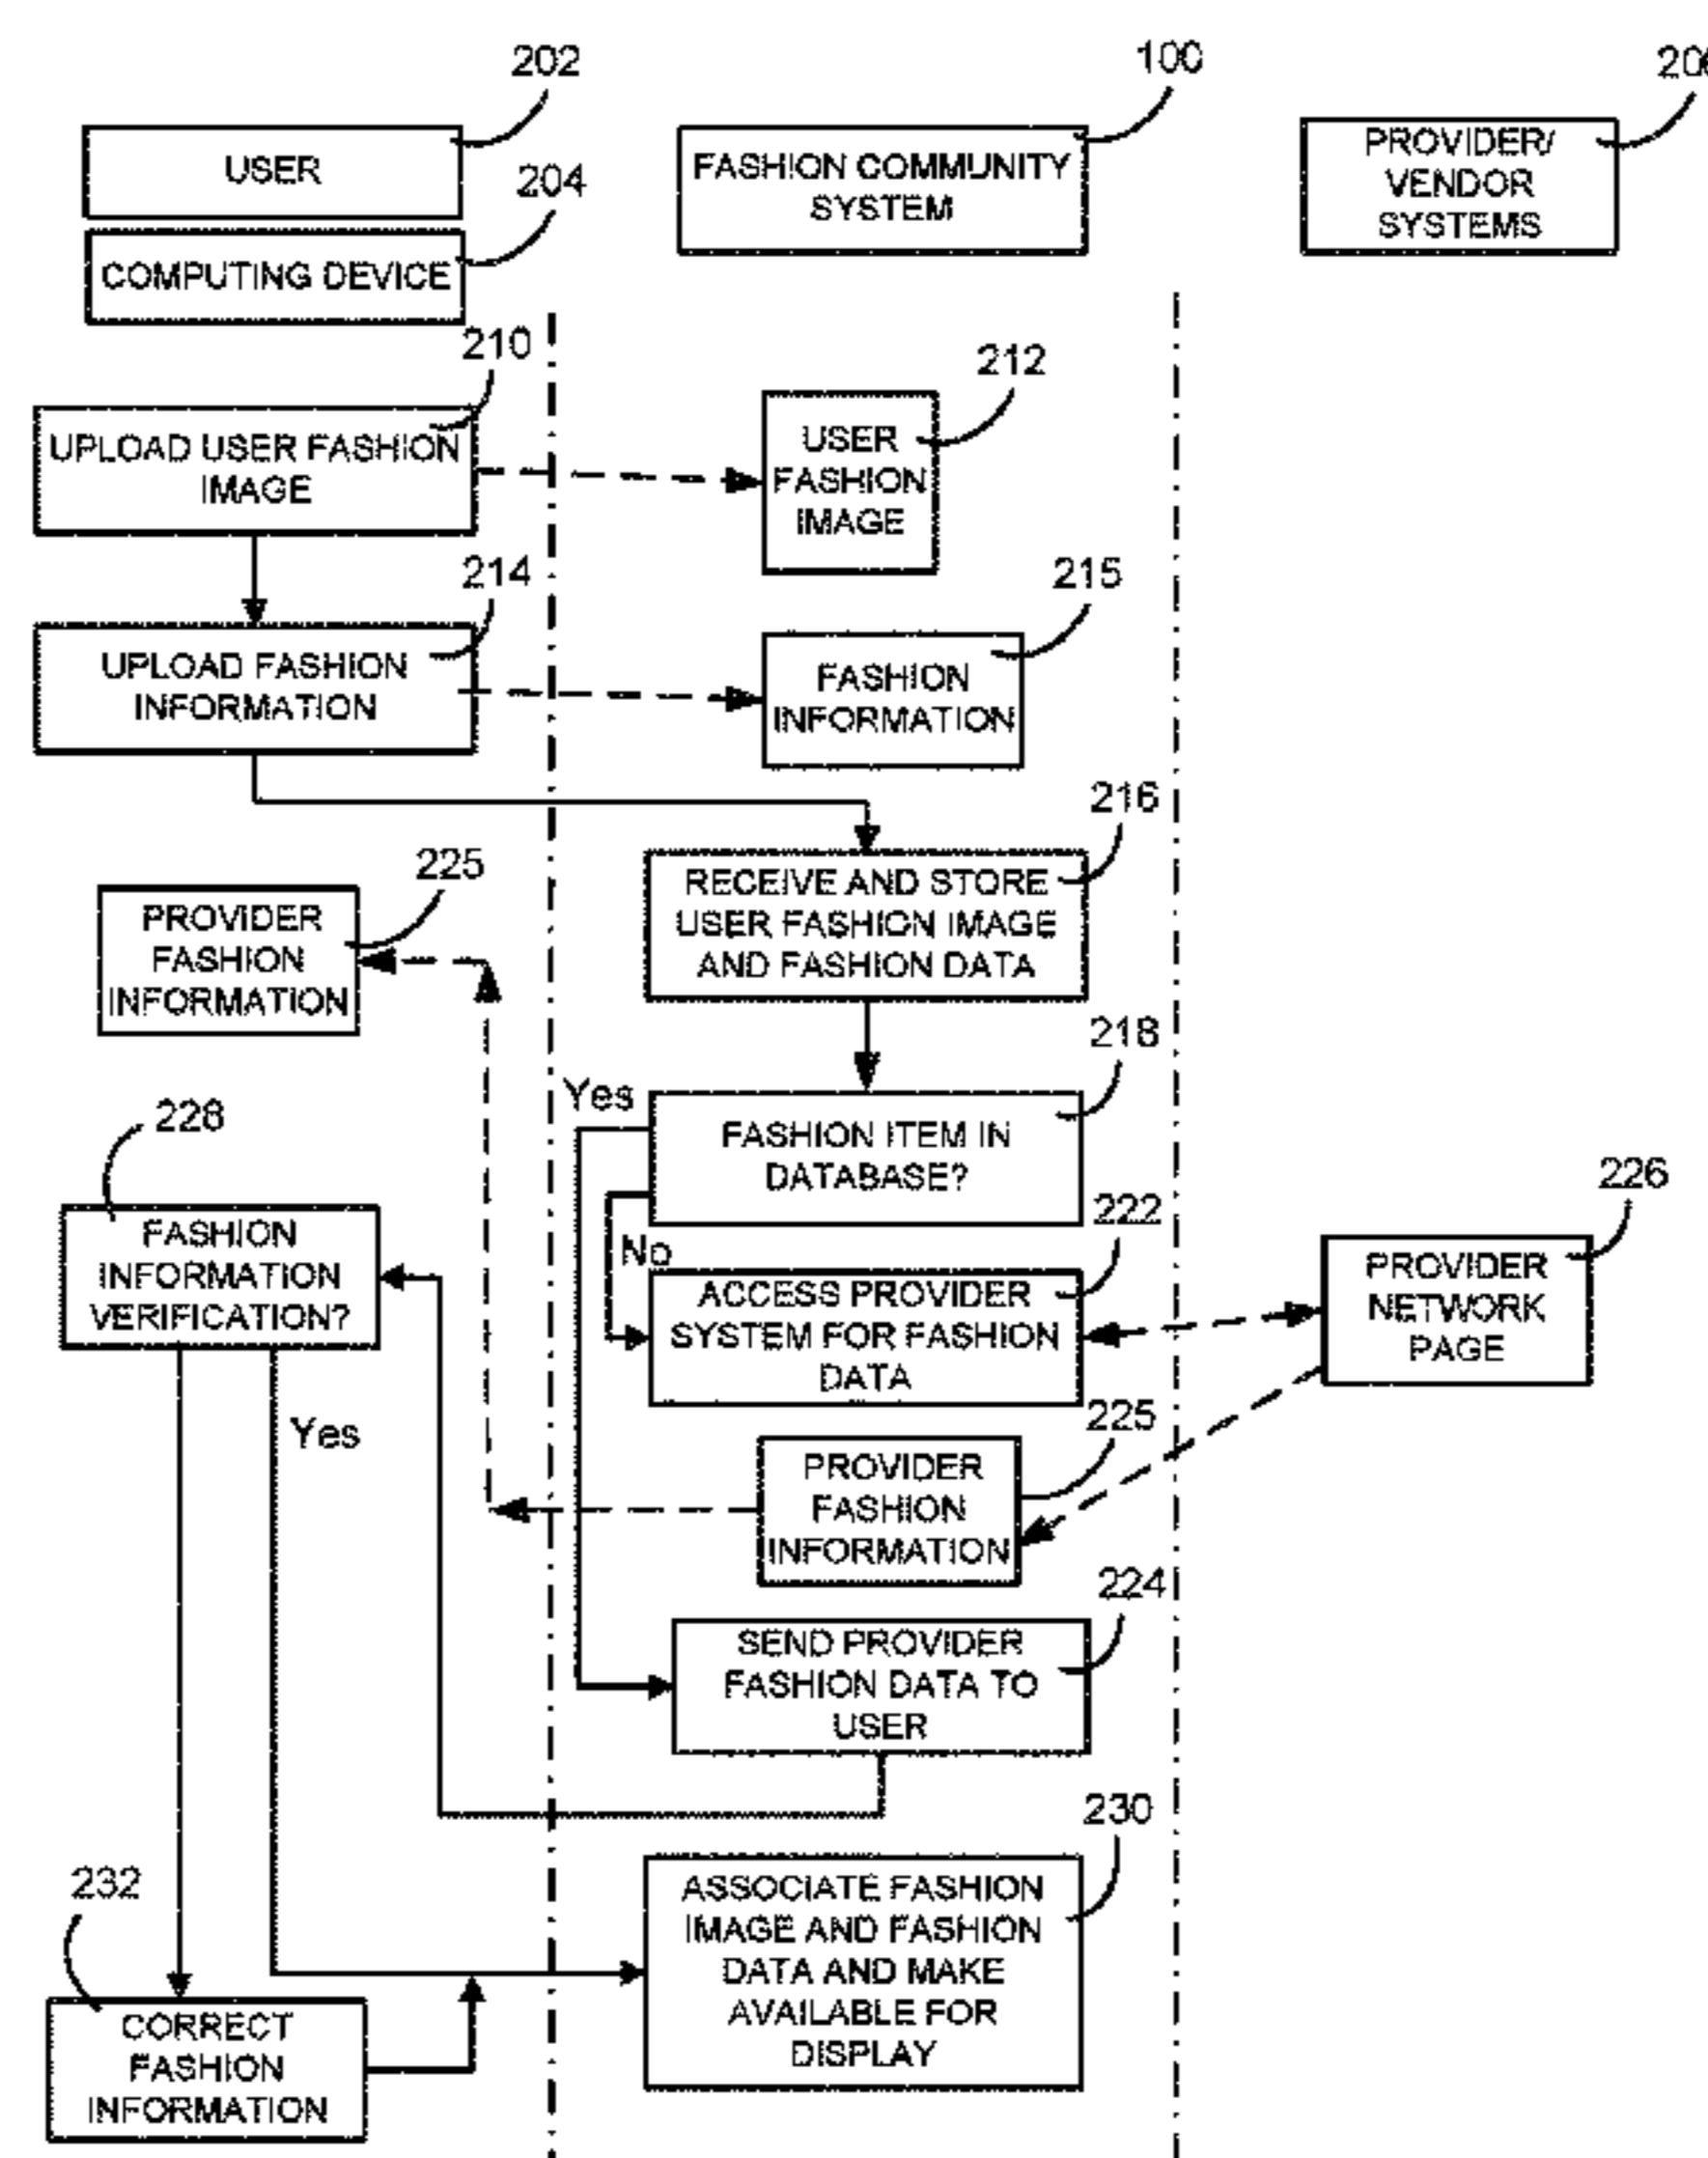 202
100
USER
FASHION COMMUNITY
SYSTEM
PROVIDER/
VENDOR
SYSTEMS
204
COMPUTING DEVICE
210
212
UPLOAD USER FASHION
IMAGE
USER
FASHION
IMAGE
214
215
UPLOAD FASHION
INFORMATION
FASHION
INFORMATION
216
RECEIVE AND STORE
USER FASHION IMAGE
AND FASHION DATA
225
PROVIDER
FASHION
INFORMATION
218
Yes
FASHION ITEM IN
DATABASE?
228
FASHION
INFORMATION
VERIFICATION?
222
No
ACCESS PROVIDER
SYSTEM FOR FASHION
DATA
226
PROVIDER
NETWORK
PAGE
Yes
225
PROVIDER
FASHION
INFORMATION
224
SEND PROVIDER
FASHION DATA TO
USER
230
ASSOCIATE FASHION
IMAGE AND FASHION
DATA AND MAKE
AVAILABLE FOR
DISPLAY
232
CORRECT
FASHION
INFORMATION